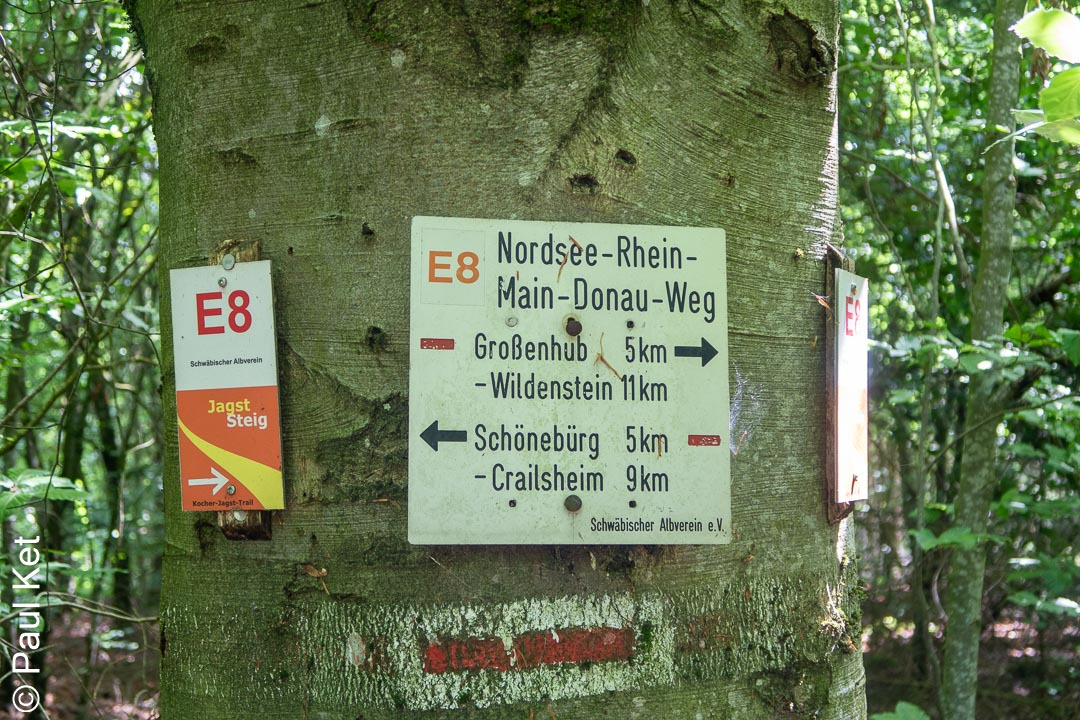 E8
Schwäbischer Albverein
Jagst
Steig
Kocher-Jagst-Trail
E8
Nordsee-Rhein-
Main-Donau-Weg
Großenhub 5km
-Wildenstein 11km
Schönebürg 5km
-Crailsheim 9km
Schwäbischer Albverein e.V.
E8
© Paul Ket